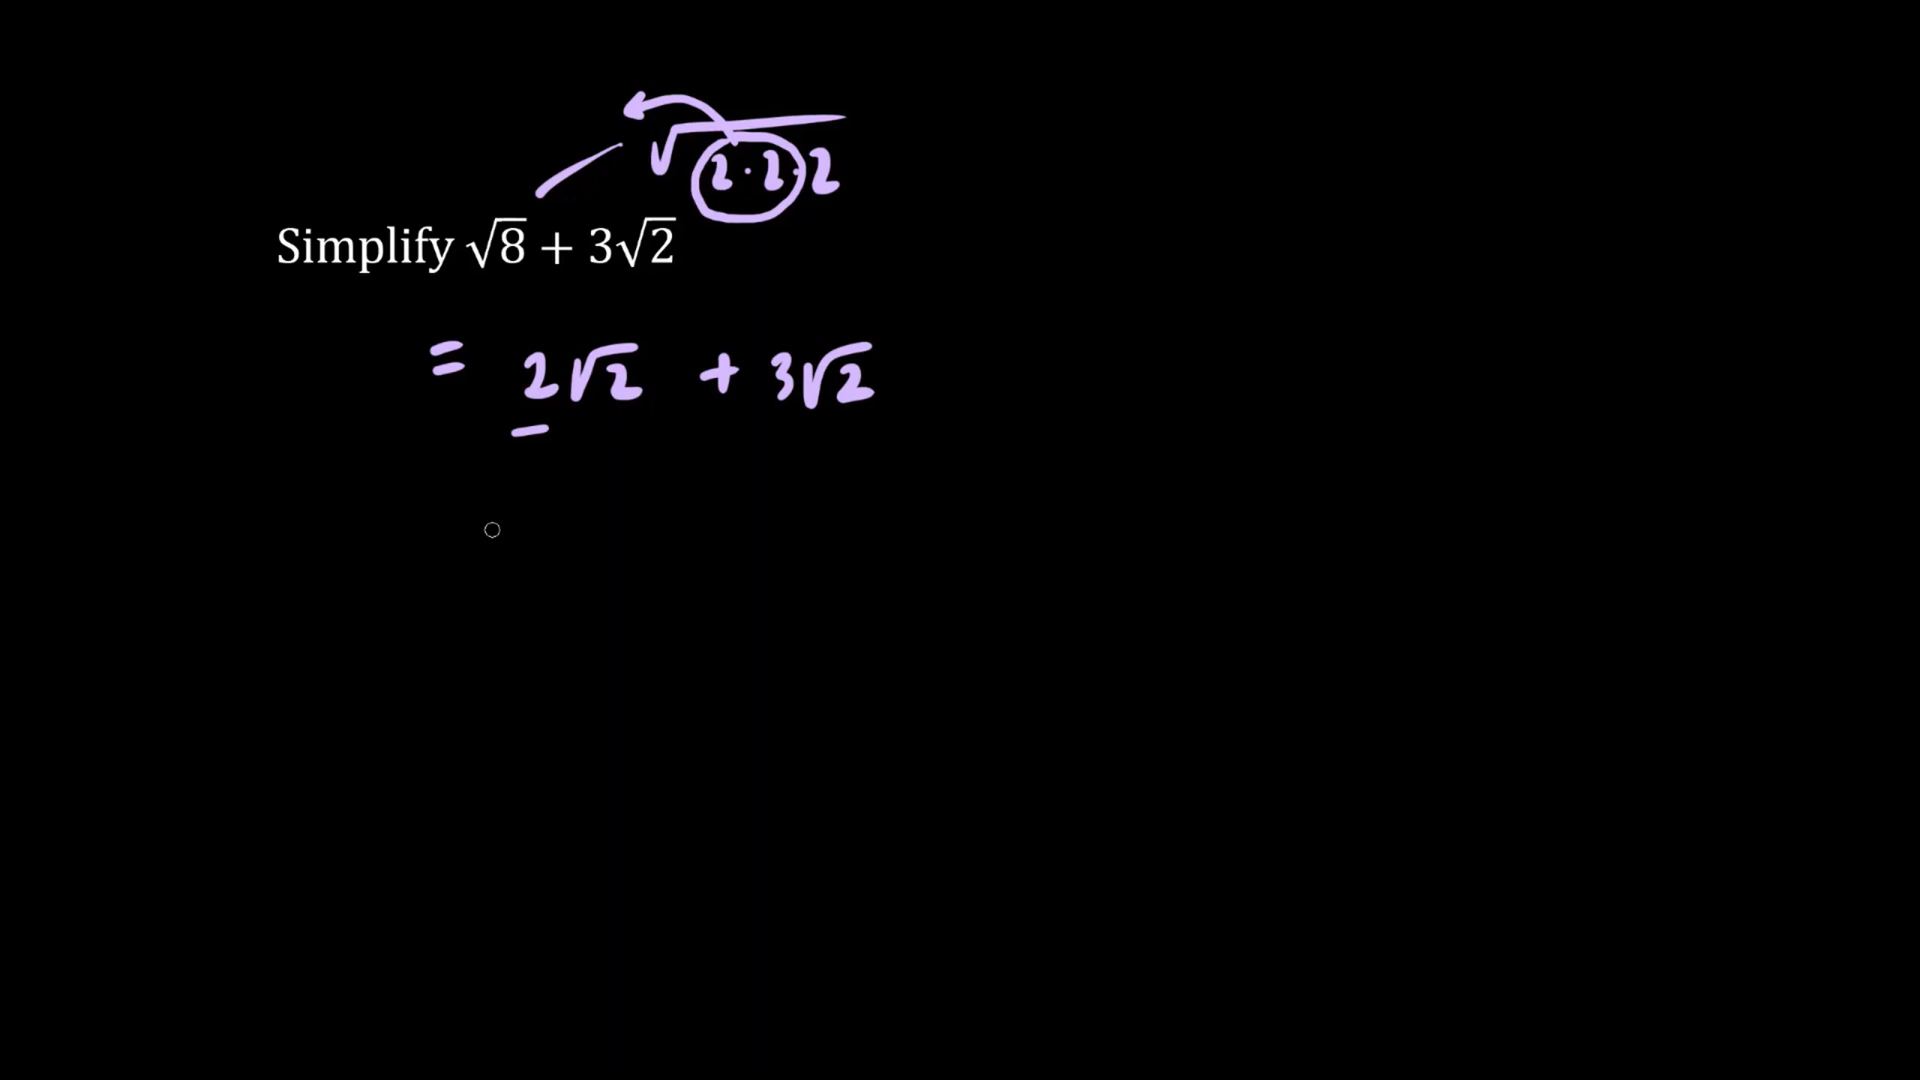 √2·2·2
Simplify √8 + 3√2
= 2√2 + 3√2